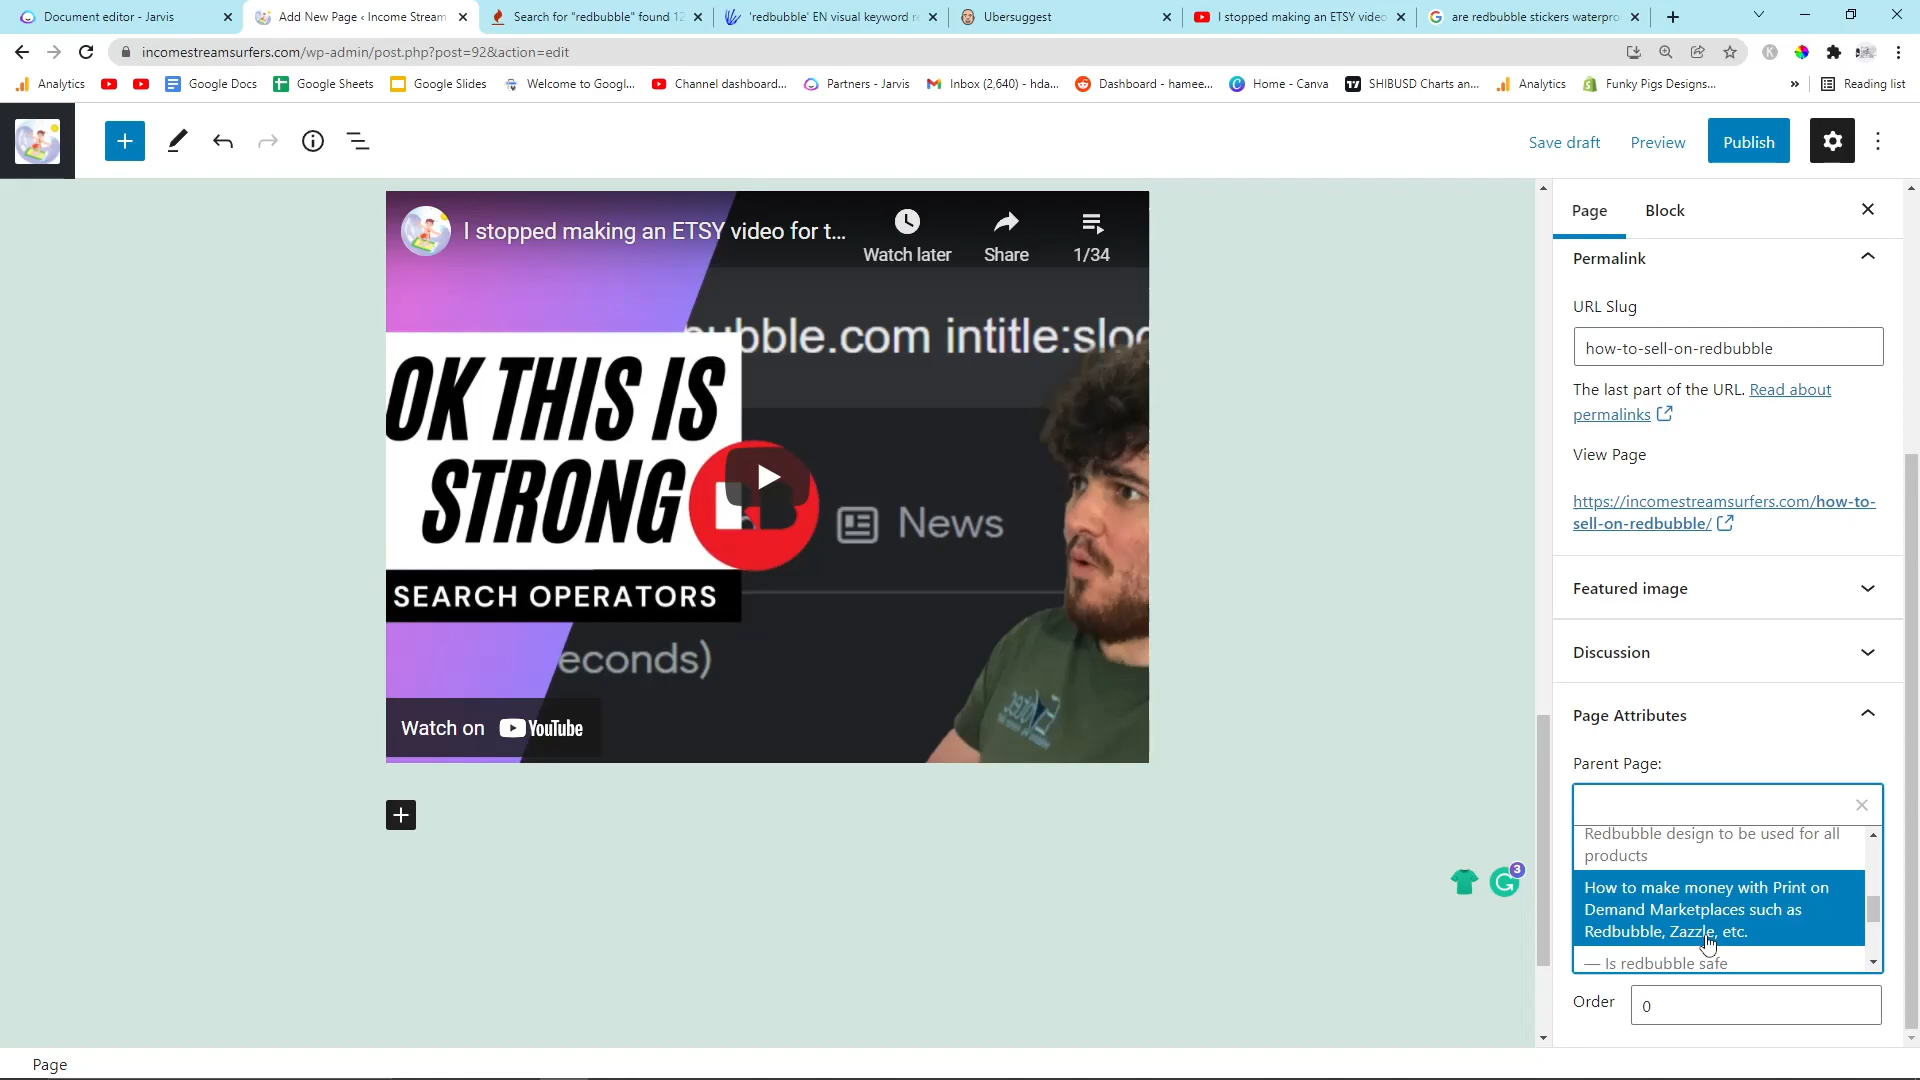 Document editor - Jarvis
Add New Page ‹ Income Stream
Search for "redbubble" found 12
'redbubble' EN visual keyword re
Ubersuggest
I stopped making an ETSY video
are redbubble stickers waterpro
incomestreamsurfers.com/wp-admin/post.php?post=92&action=edit
Analytics
Google Docs
Google Sheets
Google Slides
Welcome to Googl...
Channel dashboard...
Partners - Jarvis
Inbox (2,640) - hda...
Dashboard - hamee...
Home - Canva
SHIBUSD Charts an...
Analytics
Funky Pigs Designs...
»
Reading list
Save draft
Preview
Publish
I stopped making an ETSY video for t...
Watch later
Share
1/34
bubble.com intitle:slog
OK THIS IS
STRONG
SEARCH OPERATORS
News
econds)
Watch on YouTube
Page
Block
Permalink
URL Slug
how-to-sell-on-redbubble
The last part of the URL. Read about
permalinks
View Page
https://incomestreamsurfers.com/how-to-
sell-on-redbubble/
Featured image
Discussion
Page Attributes
Parent Page:
Redbubble design to be used for all
products
How to make money with Print on
Demand Marketplaces such as
Redbubble, Zazzle, etc.
— Is redbubble safe
Order
0
3
Page